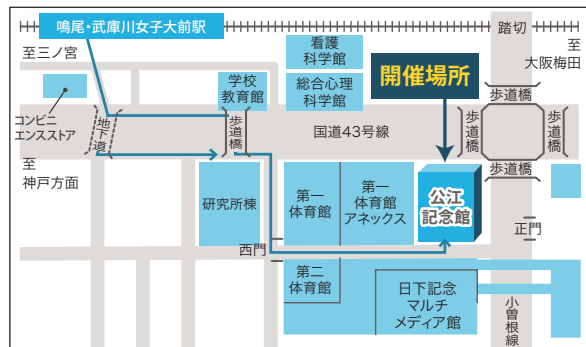 鳴尾・武庫川女子大前駅
踏切
至三ノ宮
看護
科学館
開催場所
至
大阪梅田
学校
教育館
総合心理
科学館
歩道橋
コンビニ
エンスストア
地下道
歩道橋
国道43号線
歩道橋
歩道橋
至
神戸方面
歩道橋
研究所棟
第一
体育館
第一
体育館
アネックス
公江
記念館
正門
西門
第二
体育館
日下記念
マルチ
メディア館
小曽根線